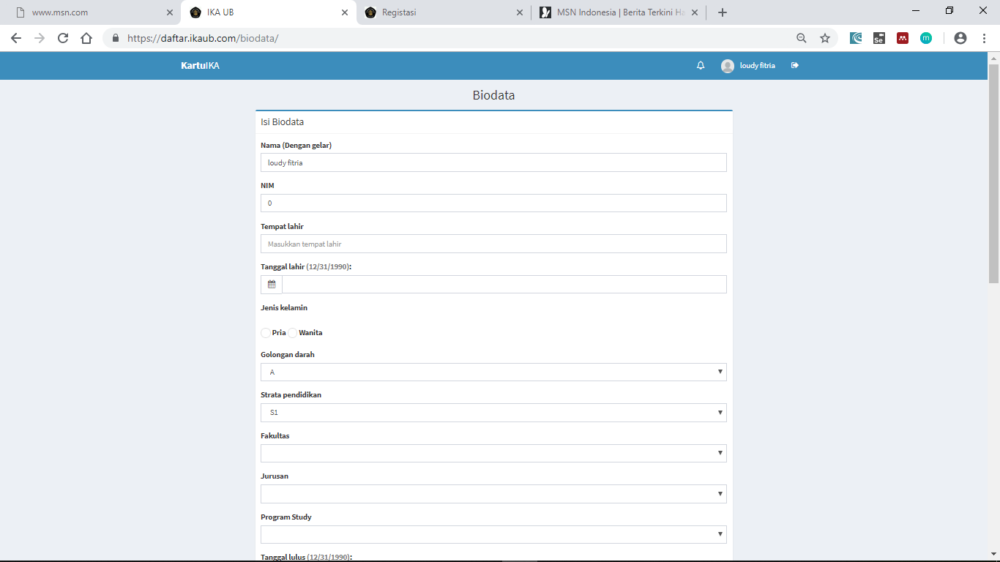 www.msn.com
IKA UB
Registasi
MSN Indonesia | Berita Terkini Ha
https://daftar.ikaub.com/biodata/
Se
m
KartuIKA
loudy fitria
Biodata
Isi Biodata
Nama (Dengan gelar)
loudy fitria
NIM
0
Tempat lahir
Masukkan tempat lahir
Tanggal lahir (12/31/1990):
Jenis kelamin
Pria Wanita
Golongan darah
A
Strata pendidikan
S1
Fakultas
Jurusan
Program Study
Tanggal lulus (12/31/1990):